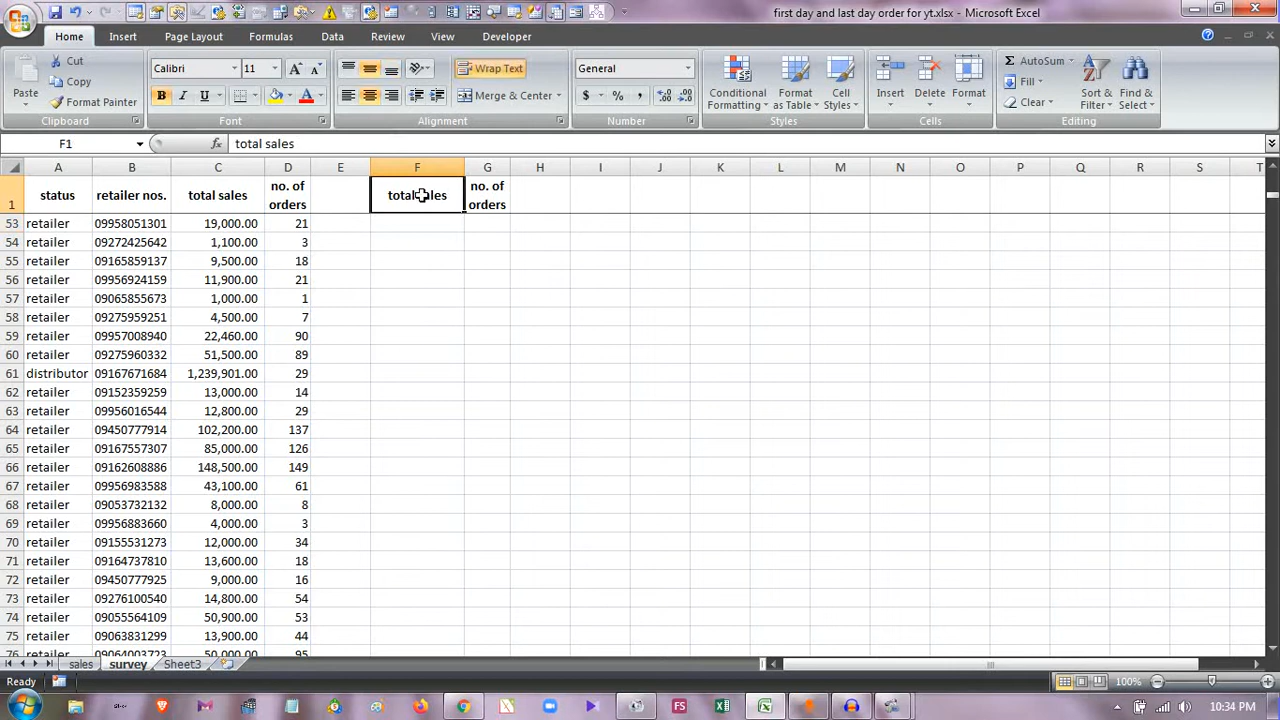 first day and last day order for yt.xlsx - Microsoft Excel
Home Insert Page Layout Formulas Data Review View Developer
Paste Cut Copy Format Painter Clipboard
Calibri 11 B I U Font
Wrap Text Merge & Center Alignment
General $ % , Number
Conditional Formatting Format as Table Cell Styles Styles
Insert Delete Format Cells
Σ AutoSum Fill Clear Sort & Filter Find & Select Editing
F1 fx total sales
A B C D E F G H I J K L M N O P Q R S T
1 status retailer nos. total sales no. of orders total sales no. of orders
53 retailer 09958051301 19,000.00 21
54 retailer 09272425642 1,100.00 3
55 retailer 09165859137 9,500.00 18
56 retailer 09956924159 11,900.00 21
57 retailer 09065855673 1,000.00 1
58 retailer 09275959251 4,500.00 7
59 retailer 09957008940 22,460.00 90
60 retailer 09275960332 51,500.00 89
61 distributor 09167671684 1,239,901.00 29
62 retailer 09152359259 13,000.00 14
63 retailer 09956016544 12,800.00 29
64 retailer 09450777914 102,200.00 137
65 retailer 09167557307 85,000.00 126
66 retailer 09162608886 148,500.00 149
67 retailer 09956983588 43,100.00 61
68 retailer 09053732132 8,000.00 8
69 retailer 09956883660 4,000.00 3
70 retailer 09155531273 12,000.00 34
71 retailer 09164737810 13,600.00 18
72 retailer 09450777925 9,000.00 16
73 retailer 09276100540 14,800.00 54
74 retailer 09055564109 50,900.00 53
75 retailer 09063831299 13,900.00 44
76 retailer 09064003723 50,000.00 95
sales survey Sheet3
Ready 100%
FS 10:34 PM